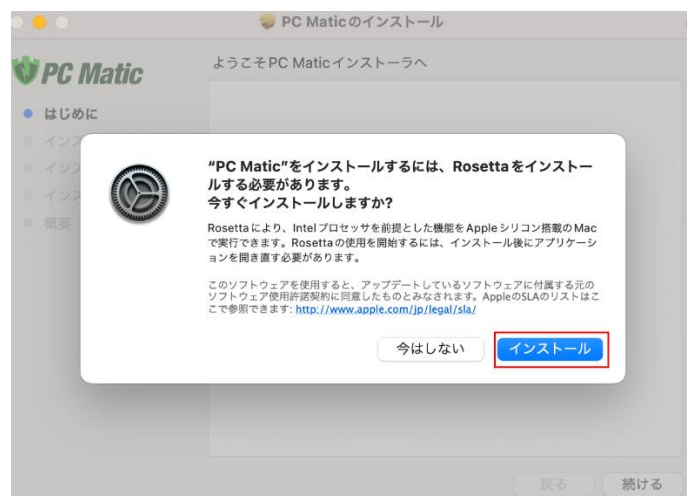 PC Maticのインストール
PC Matic
ようこそPC Maticインストーラへ
はじめに
インス
インス
インス
概要
“PC Matic”をインストールするには、Rosettaをインストー
ルする必要があります。
今すぐインストールしますか?
Rosettaにより、Intelプロセッサを前提とした機能をAppleシリコン搭載のMac
で実行できます。Rosettaの使用を開始するには、インストール後にアプリケーシ
ョンを開き直す必要があります。
このソフトウェアを使用すると、アップデートしているソフトウェアに付属する元の
ソフトウェア使用許諾契約に同意したものとみなされます。AppleのSLAのリストはこ
こで参照できます: http://www.apple.com/jp/legal/sla/
今はしない インストール
戻る 続ける